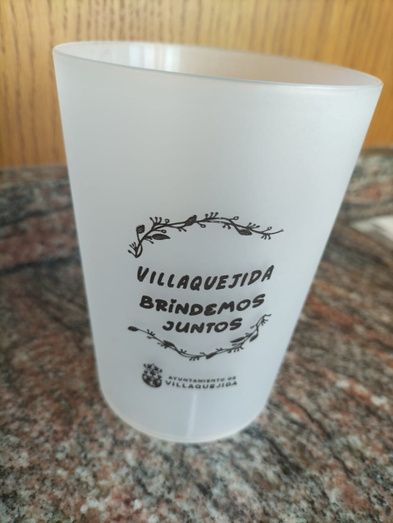 VILLAQUEJIDA
BRiNDEMOS
JUNTOS
AYUNTAMIENTO DE
VILLAQUEJIDA